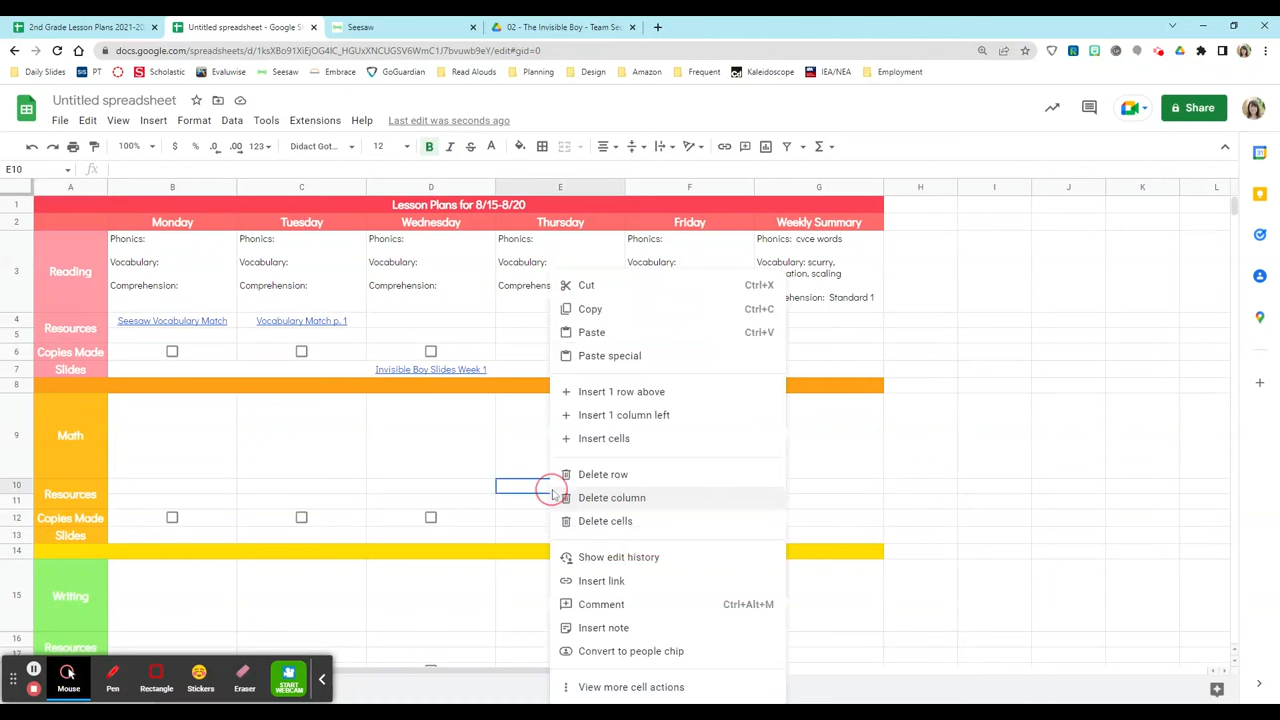 2nd Grade Lesson Plans 2021-20
Untitled spreadsheet - Google S
Seesaw
02 - The Invisible Boy - Team Sec
docs.google.com/spreadsheets/d/1ksXBo91XiEjOG4IC_HGUxXNCUGSV6WmC1J7bvuwb9eY/edit#gid=0
Daily Slides
PT
Scholastic
Evaluwise
Seesaw
Embrace
GoGuardian
Read Alouds
Planning
Design
Amazon
Frequent
Kaleidoscope
IEA/NEA
Employment
Untitled spreadsheet
Share
File Edit View Insert Format Data Tools Extensions Help Last edit was seconds ago
100% $ % .0 .00 123 Didact Got... 12 B I S A
E10 fx
A B C D E F G H I J K L
1 Lesson Plans for 8/15-8/20
2 Monday Tuesday Wednesday Thursday Friday Weekly Summary
Phonics: Phonics: Phonics: Phonics: Phonics: Phonics: cvce words
Vocabulary: Vocabulary: Vocabulary: Vocabulary: Vocabulary: Vocabulary: scurry,
3 Reading ation, scaling
Comprehension: Comprehension: Comprehension: Comprehens hension: Standard 1
4 Seesaw Vocabulary Match Vocabulary Match p. 1
Resources
5
6 Copies Made
7 Slides Invisible Boy Slides Week 1
8
9 Math
10
Resources
11
12 Copies Made
13 Slides
14
15 Writing
16
Resources
17
Cut Ctrl+X
Copy Ctrl+C
Paste Ctrl+V
Paste special
Insert 1 row above
Insert 1 column left
Insert cells
Delete row
Delete column
Delete cells
Show edit history
Insert link
Comment Ctrl+Alt+M
Insert note
Convert to people chip
View more cell actions
Mouse Pen Rectangle Stickers Eraser START WEBCAM